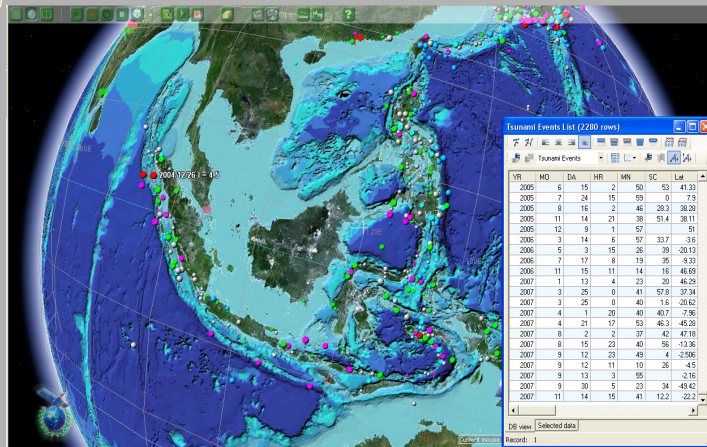 2004/12/26 I = 4.5
120E
Current mouse
Tsunami Events List (2280 rows)
Tsunami Events
YR MO DA HR MN SC Lat
2005 6 15 2 50 53 41.33
2005 7 24 15 59 0 7.9
2005 8 16 2 46 28.3 38.28
2005 11 14 21 38 51.4 38.11
2005 12 9 1 57 51
2006 3 14 6 57 33.7 -3.6
2006 5 3 15 26 39 -20.13
2006 7 17 8 19 35 -9.33
2006 11 15 11 14 16 46.69
2007 1 13 4 23 20 46.29
2007 3 25 0 41 57.8 37.34
2007 3 25 0 40 1.6 -20.62
2007 4 1 20 40 40.7 -7.96
2007 4 21 17 53 46.3 -45.28
2007 8 2 2 37 42 47.18
2007 8 15 23 40 56 -13.36
2007 9 12 23 49 4 -2.506
2007 9 12 11 10 26 -4.5
2007 9 13 3 55 -2.16
2007 9 30 5 23 34 -49.42
2007 11 14 15 41 12.2 -22.2
DB view Selected data
Record: 1